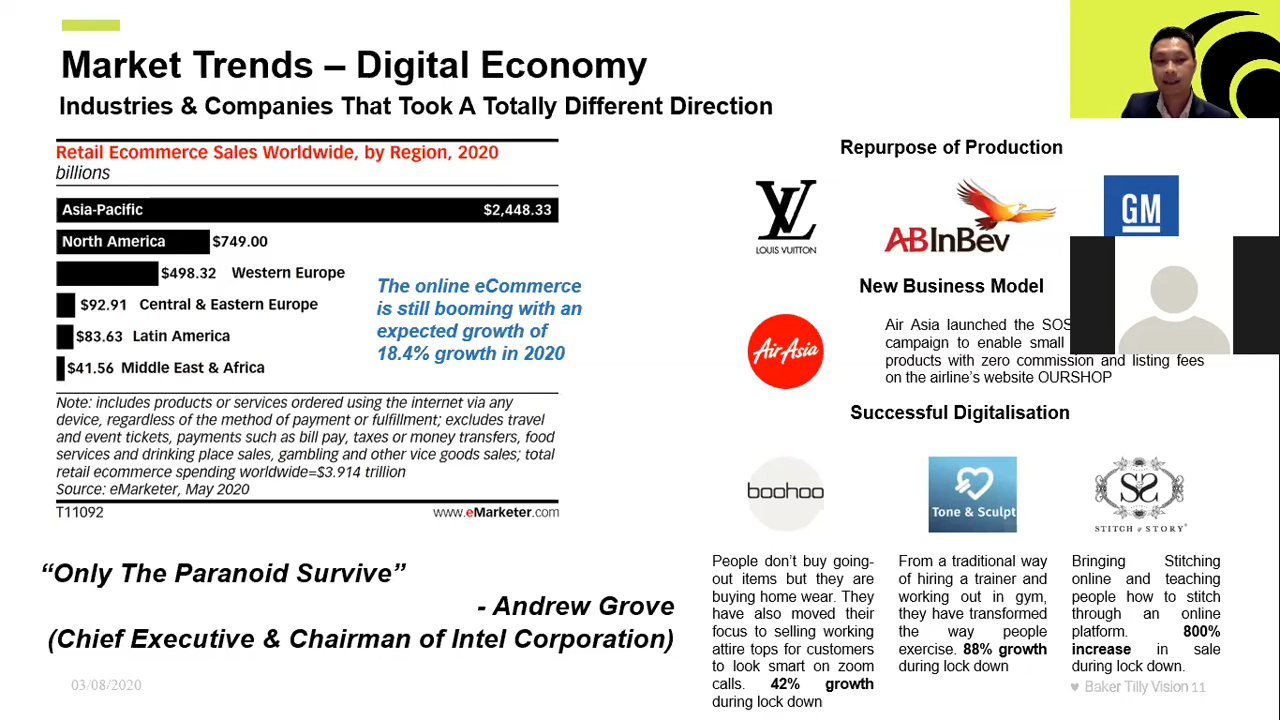 Market Trends – Digital Economy
Industries & Companies That Took A Totally Different Direction
Retail Ecommerce Sales Worldwide, by Region, 2020
billions
Asia-Pacific $2,448.33
North America $749.00
$498.32 Western Europe
$92.91 Central & Eastern Europe
$83.63 Latin America
$41.56 Middle East & Africa
The online eCommerce
is still booming with an
expected growth of
18.4% growth in 2020
Note: includes products or services ordered using the internet via any
device, regardless of the method of payment or fulfillment; excludes travel
and event tickets, payments such as bill pay, taxes or money transfers, food
services and drinking place sales, gambling and other vice goods sales; total
retail ecommerce spending worldwide=$3.914 trillion
Source: eMarketer, May 2020
T11092 www.eMarketer.com
“Only The Paranoid Survive”
- Andrew Grove
(Chief Executive & Chairman of Intel Corporation)
03/08/2020
Repurpose of Production
LV
LOUIS VUITTON
ABInBev
GM
New Business Model
AirAsia
Air Asia launched the SOS
campaign to enable small
products with zero commission and listing fees
on the airline’s website OURSHOP
Successful Digitalisation
boohoo
Tone & Sculpt
SS
STITCH & STORY
People don’t buy going-
out items but they are
buying home wear. They
have also moved their
focus to selling working
attire tops for customers
to look smart on zoom
calls. 42% growth
during lock down
From a traditional way
of hiring a trainer and
working out in gym,
they have transformed
the way people
exercise. 88% growth
during lock down
Bringing Stitching
online and teaching
people how to stitch
through an online
platform. 800%
increase in sale
during lock down.
♥ Baker Tilly Vision 11